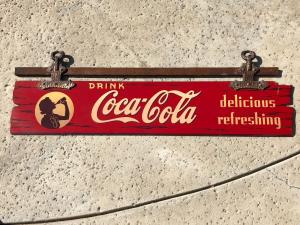 DRINK
Coca-Cola
delicious
refreshing